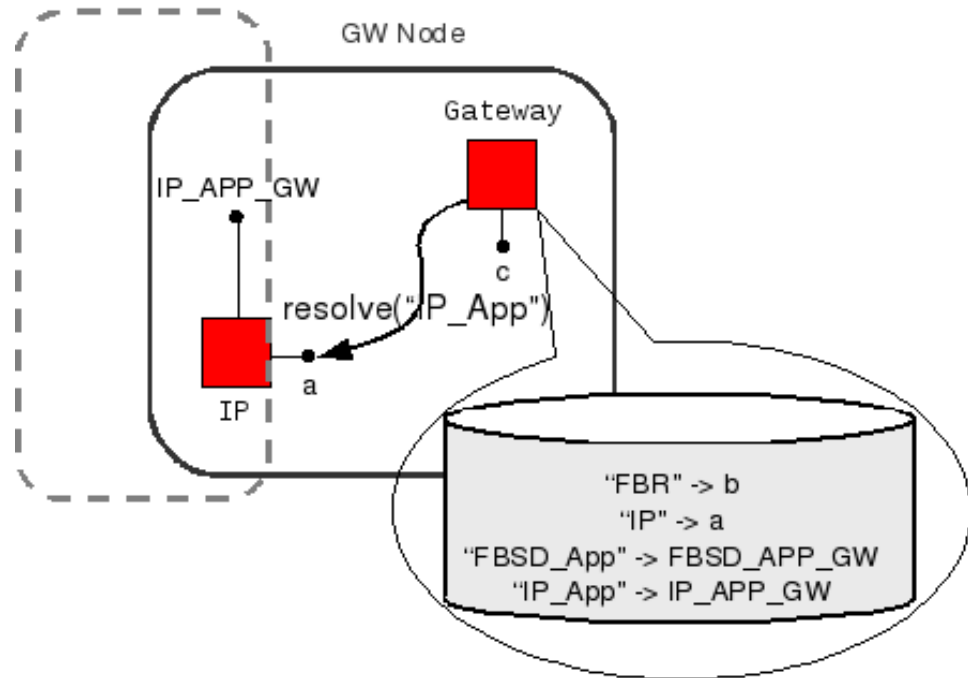 GW Node
Gateway
IP_APP_GW
c
resolve("IP_App")
a
IP
“FBR" -> b
“IP" -> a
“FBSD_App" -> FBSD_APP_GW
“IP_App" -> IP_APP_GW